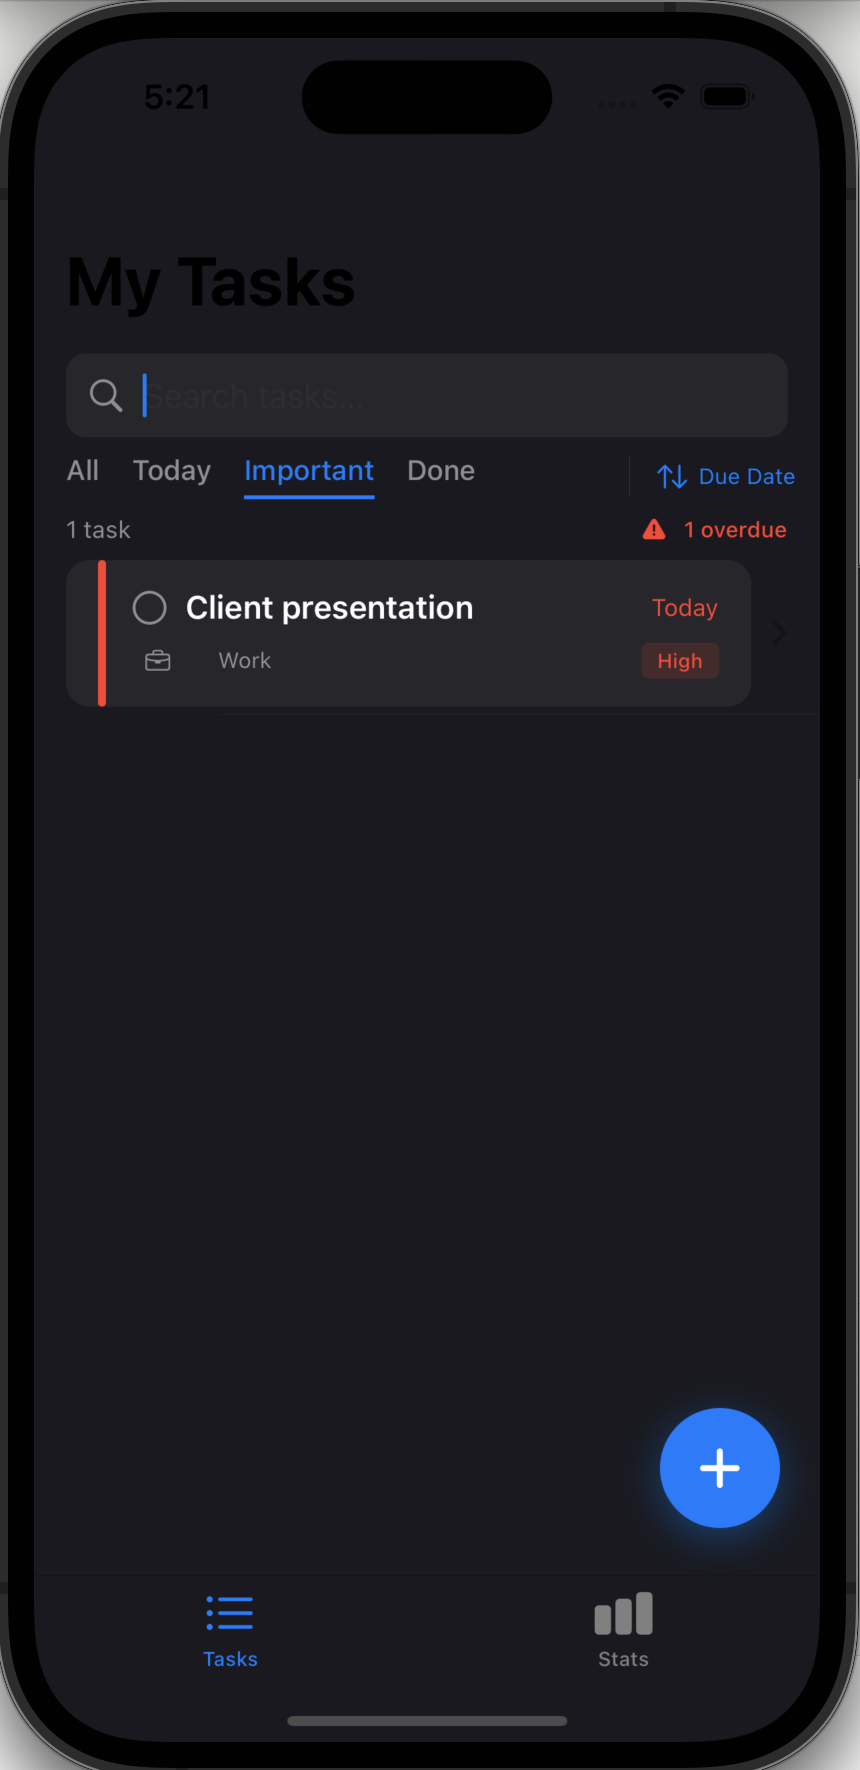 5:21
My Tasks
Search tasks...
All Today Important Done Due Date
1 task 1 overdue
Client presentation Today
Work High
Tasks Stats